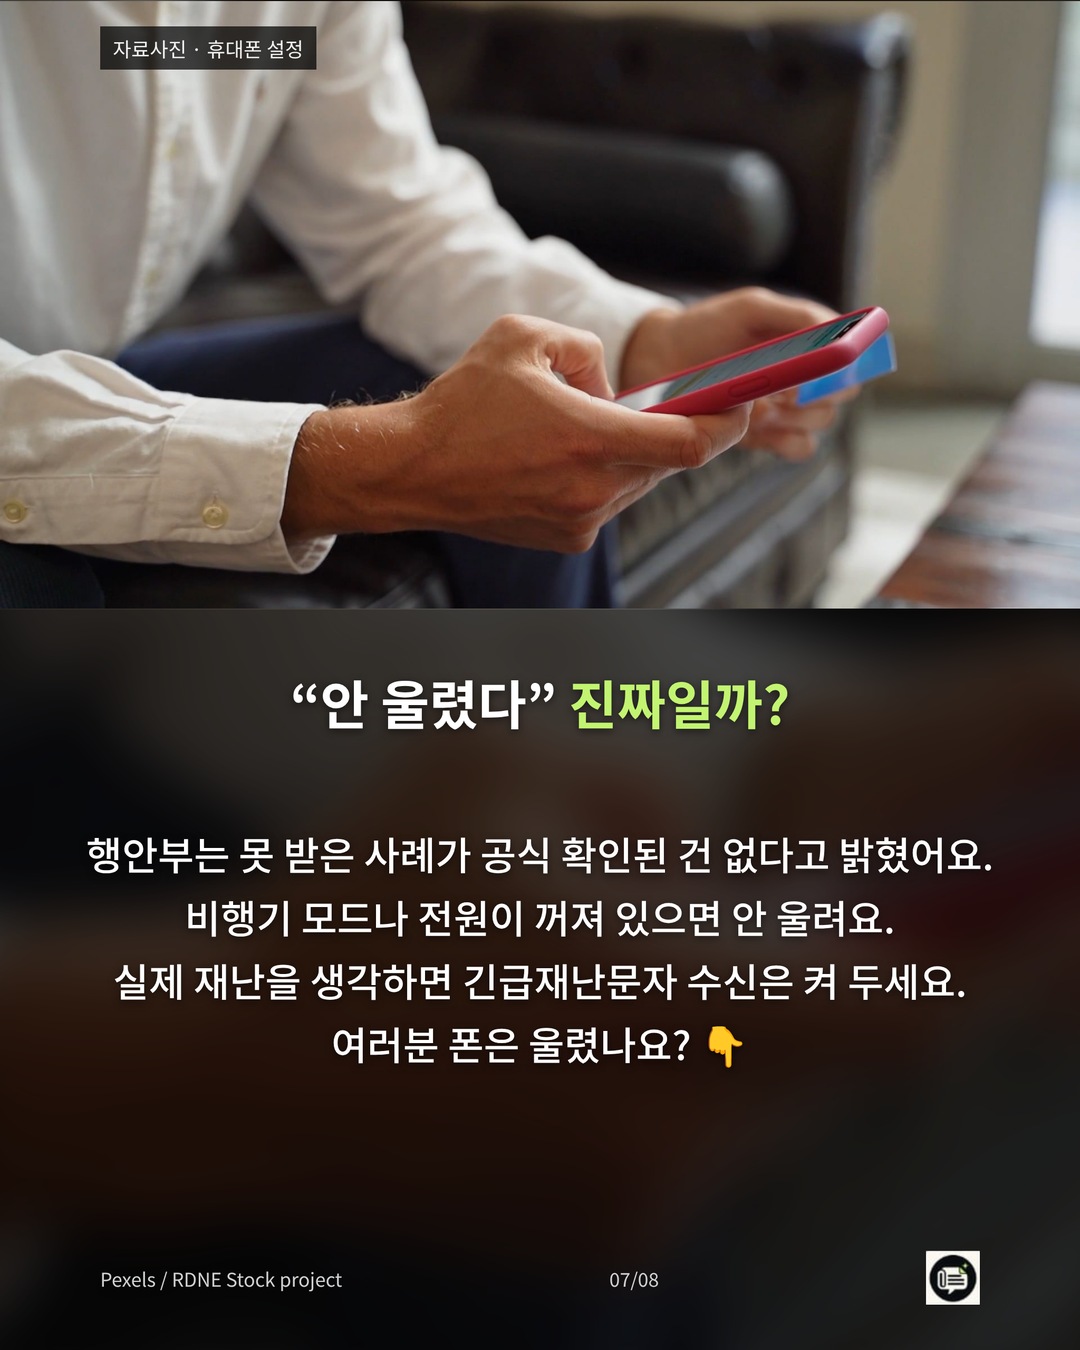 자료사진 · 휴대폰 설정
“안 울렸다” 진짜일까?
행안부는 못 받은 사례가 공식 확인된 건 없다고 밝혔어요.
비행기 모드나 전원이 꺼져 있으면 안 울려요.
실제 재난을 생각하면 긴급재난문자 수신은 켜 두세요.
여러분 폰은 울렸나요? 👇
Pexels / RDNE Stock project
07/08